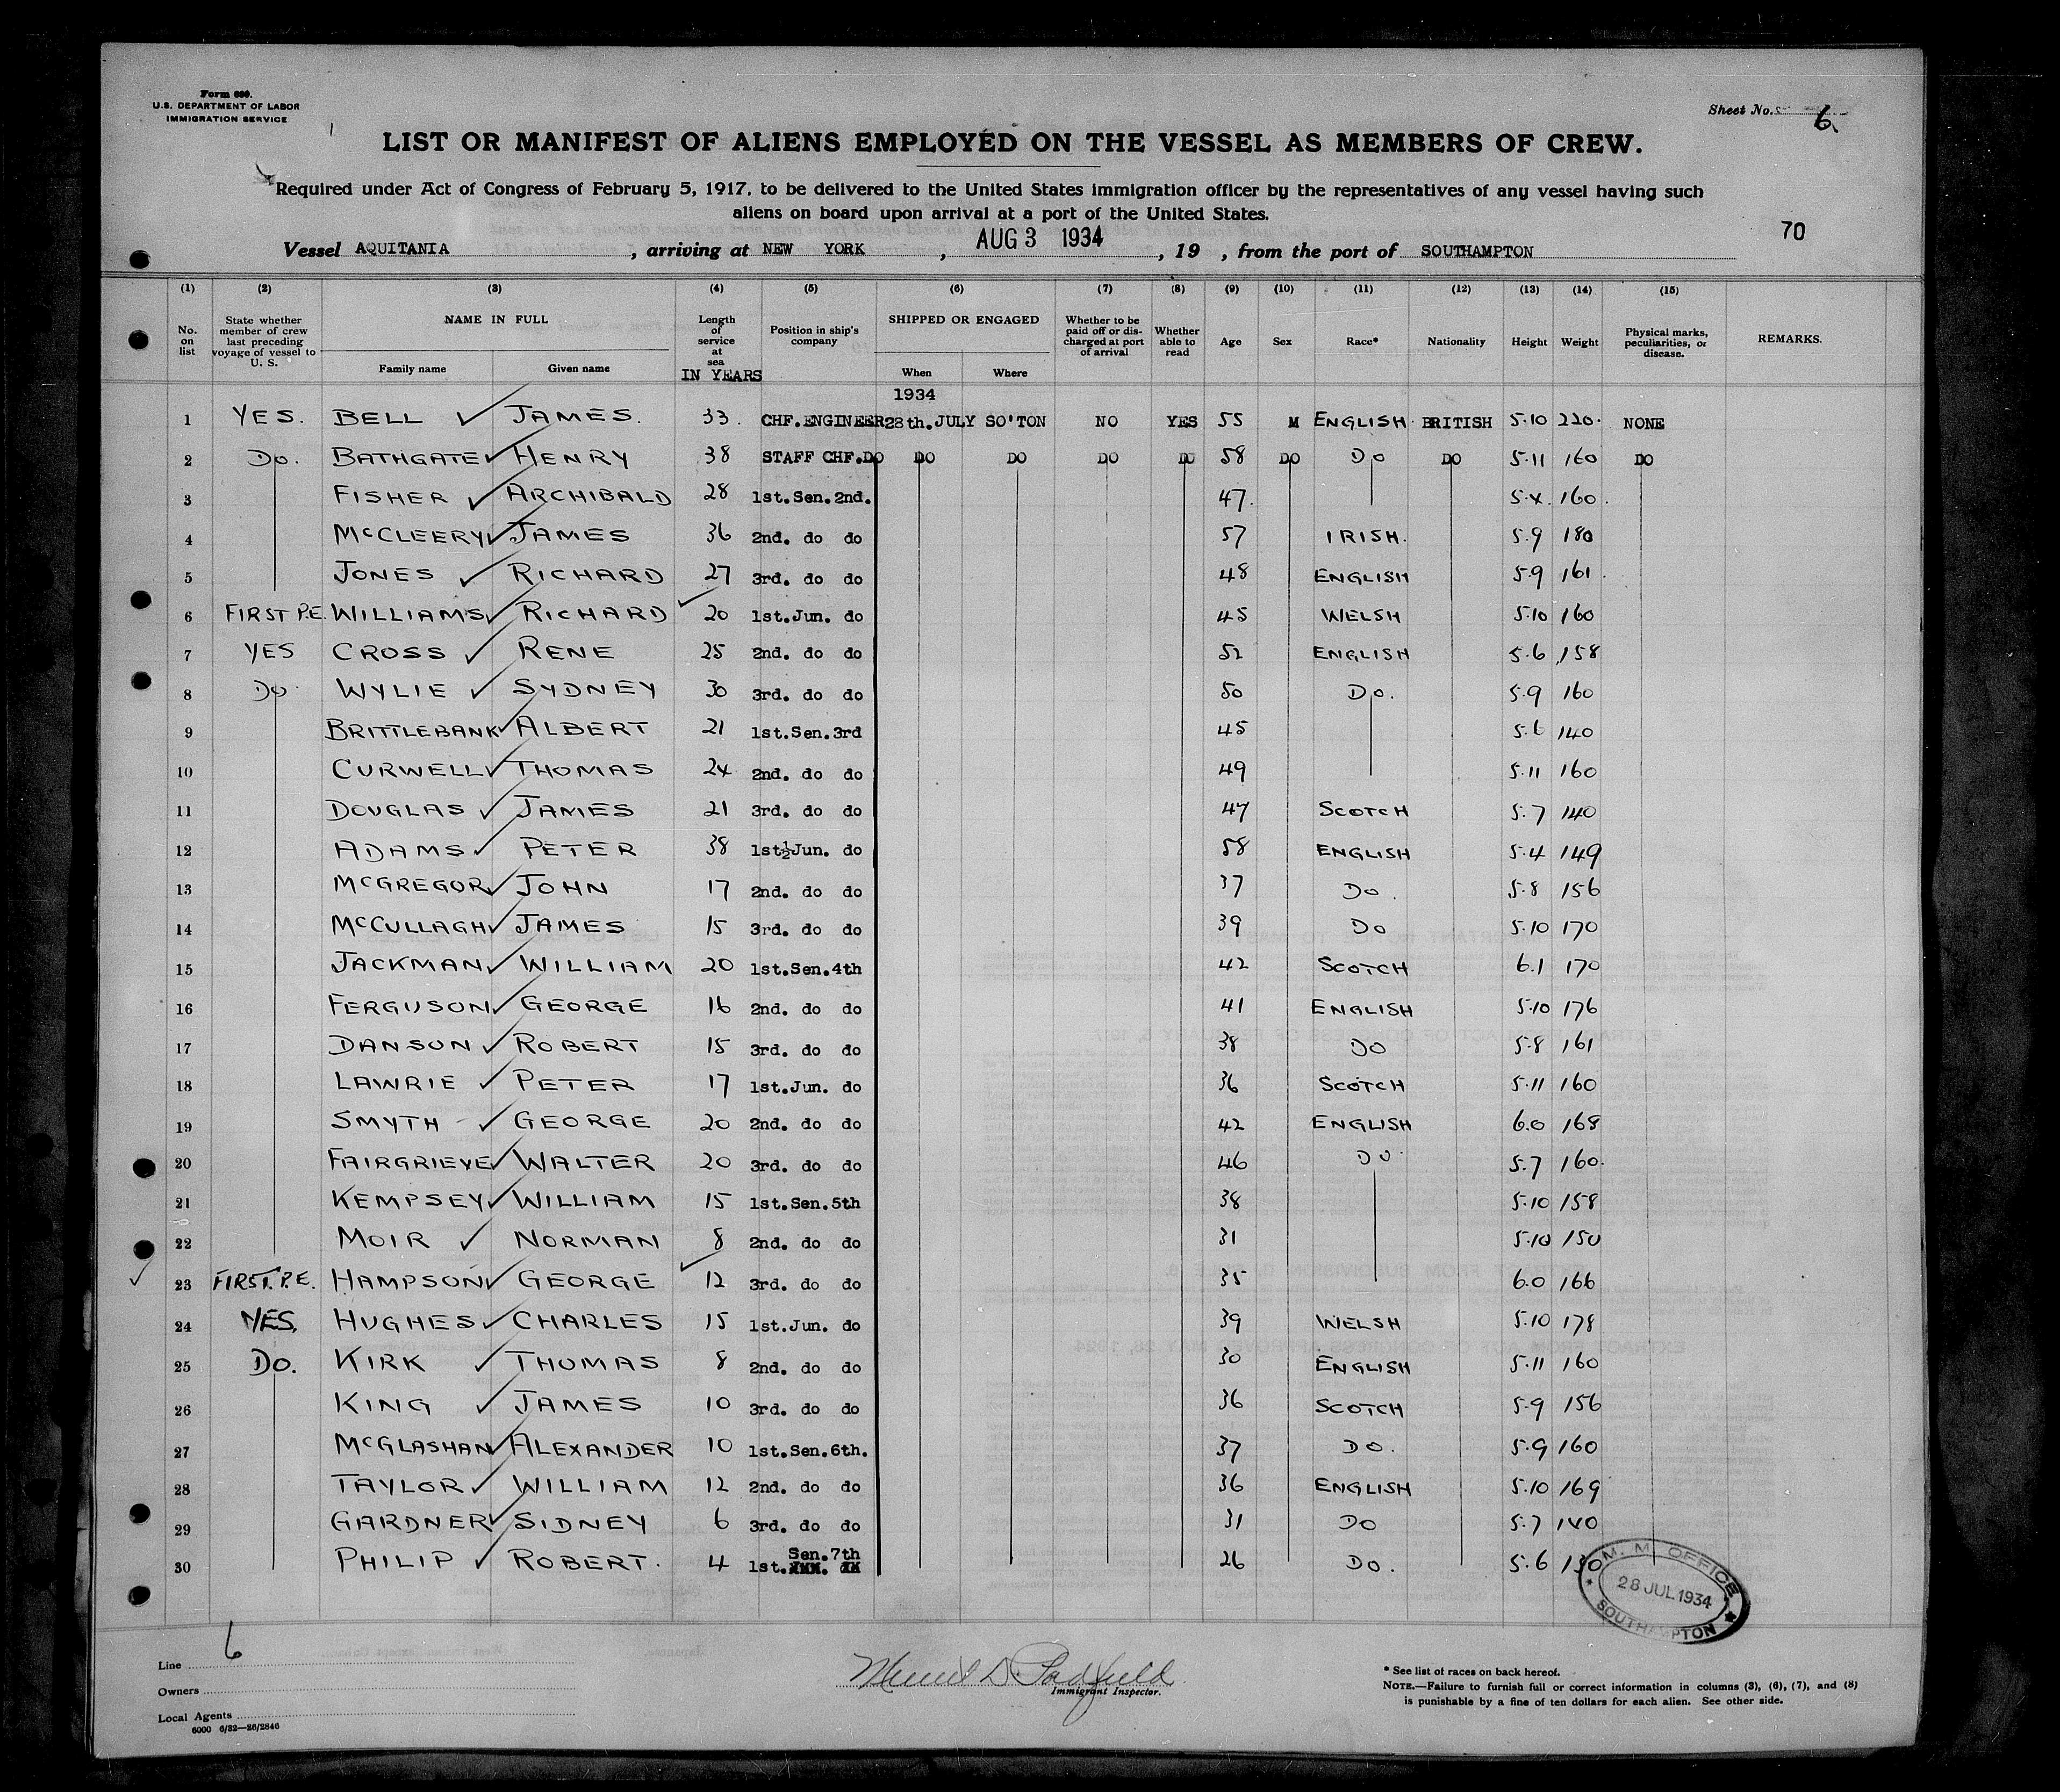 Form 680.
U.S. DEPARTMENT OF LABOR
IMMIGRATION SERVICE
Sheet No. 6.
LIST OR MANIFEST OF ALIENS EMPLOYED ON THE VESSEL AS MEMBERS OF CREW.
Required under Act of Congress of February 5, 1917, to be delivered to the United States immigration officer by the representatives of any vessel having such
aliens on board upon arrival at a port of the United States.
70
Vessel AQUITANIA, arriving at NEW YORK, AUG 3 1934, 19 , from the port of SOUTHAMPTON
(1) (2) (3) (4) (5) (6) (7) (8) (9) (10) (11) (12) (13) (14) (15)
No. on list State whether member of crew last preceding voyage of vessel to U. S. NAME IN FULL Family name Given name Length of service at sea IN YEARS Position in ship's company SHIPPED OR ENGAGED When Where Whether to be paid off or discharged at port of arrival Whether able to read Age Sex Race* Nationality Height Weight Physical marks, peculiarities, or disease. REMARKS.
1934
1 YES. BELL JAMES. 33. CHF.ENGINEER 28th.JULY SO'TON NO YES 55 M ENGLISH BRITISH 5.10 220. NONE
2 DO. BATHGATE HENRY 38 STAFF CHF.DO DO DO DO DO 58 DO DO DO 5.11 160 DO
3 FISHER ARCHIBALD 28 1st.Sen.2nd. 47. 5.4. 160.
4 McCLEERY JAMES 36 2nd. do do 57 IRISH. 5.9 180
5 JONES RICHARD 27 3rd. do do 48 ENGLISH 5.9 161.
6 FIRST P.E. WILLIAMS RICHARD 20 1st.Jun. do 45 WELSH 5.10 160
7 YES CROSS RENE 25 2nd. do do 52 ENGLISH 5.6 158
8 DO WYLIE SYDNEY 30 3rd. do do 50 DO. 5.9 160
9 BRITTLEBANK ALBERT 21 1st.Sen.3rd 45 5.6 140
10 CURWELL THOMAS 24 2nd. do do 49 5.11 160
11 DOUGLAS JAMES 21 3rd. do do 47 SCOTCH 5.7 140
12 ADAMS PETER 38 1st½Jun. do 58 ENGLISH 5.4 149
13 McGREGOR JOHN 17 2nd. do do 37 DO. 5.8 156
14 McCULLAGH JAMES 15 3rd. do do 39 DO 5.10 170
15 JACKMAN WILLIAM 20 1st.Sen.4th 42 SCOTCH 6.1 170
16 FERGUSON GEORGE 16 2nd. do do 41 ENGLISH 5.10 176
17 DANSON ROBERT 15 3rd. do do 38 DO 5.8 161
18 LAWRIE PETER 17 1st.Jun. do 36 SCOTCH 5.11 160
19 SMYTH GEORGE 20 2nd. do do 42 ENGLISH 6.0 168
20 FAIRGRIEVE WALTER 20 3rd. do do 46 DO. 5.7 160.
21 KEMPSEY WILLIAM 15 1st.Sen.5th 38 5.10 158
22 MOIR NORMAN 8 2nd. do do 31 5.10 150
23 FIRST. P.E. HAMPSON GEORGE 12 3rd. do do 35 6.0 166
24 YES. HUGHES CHARLES 15 1st.Jun. do 39 WELSH 5.10 178
25 DO. KIRK THOMAS 8 2nd. do do 30 ENGLISH 5.11 160
26 KING JAMES 10 3rd. do do 36 SCOTCH 5.9 156
27 McGLASHAN ALEXANDER 10 1st.Sen.6th. 37 DO. 5.9 160
28 TAYLOR WILLIAM 12 2nd. do do 36 ENGLISH 5.10 169
29 GARDNER SIDNEY 6 3rd. do do 31 DO 5.7 140
30 PHILIP ROBERT. 4 1st. Sen.7th 26 DO. 5.6 130
M. M. OFFICE
28 JUL.1934
SOUTHAMPTON
6
Line
Owners
Local Agents
6000 6/32—26/2846
Immigrant Inspector.
* See list of races on back hereof.
NOTE.—Failure to furnish full or correct information in columns (3), (6), (7), and (8)
is punishable by a fine of ten dollars for each alien. See other side.